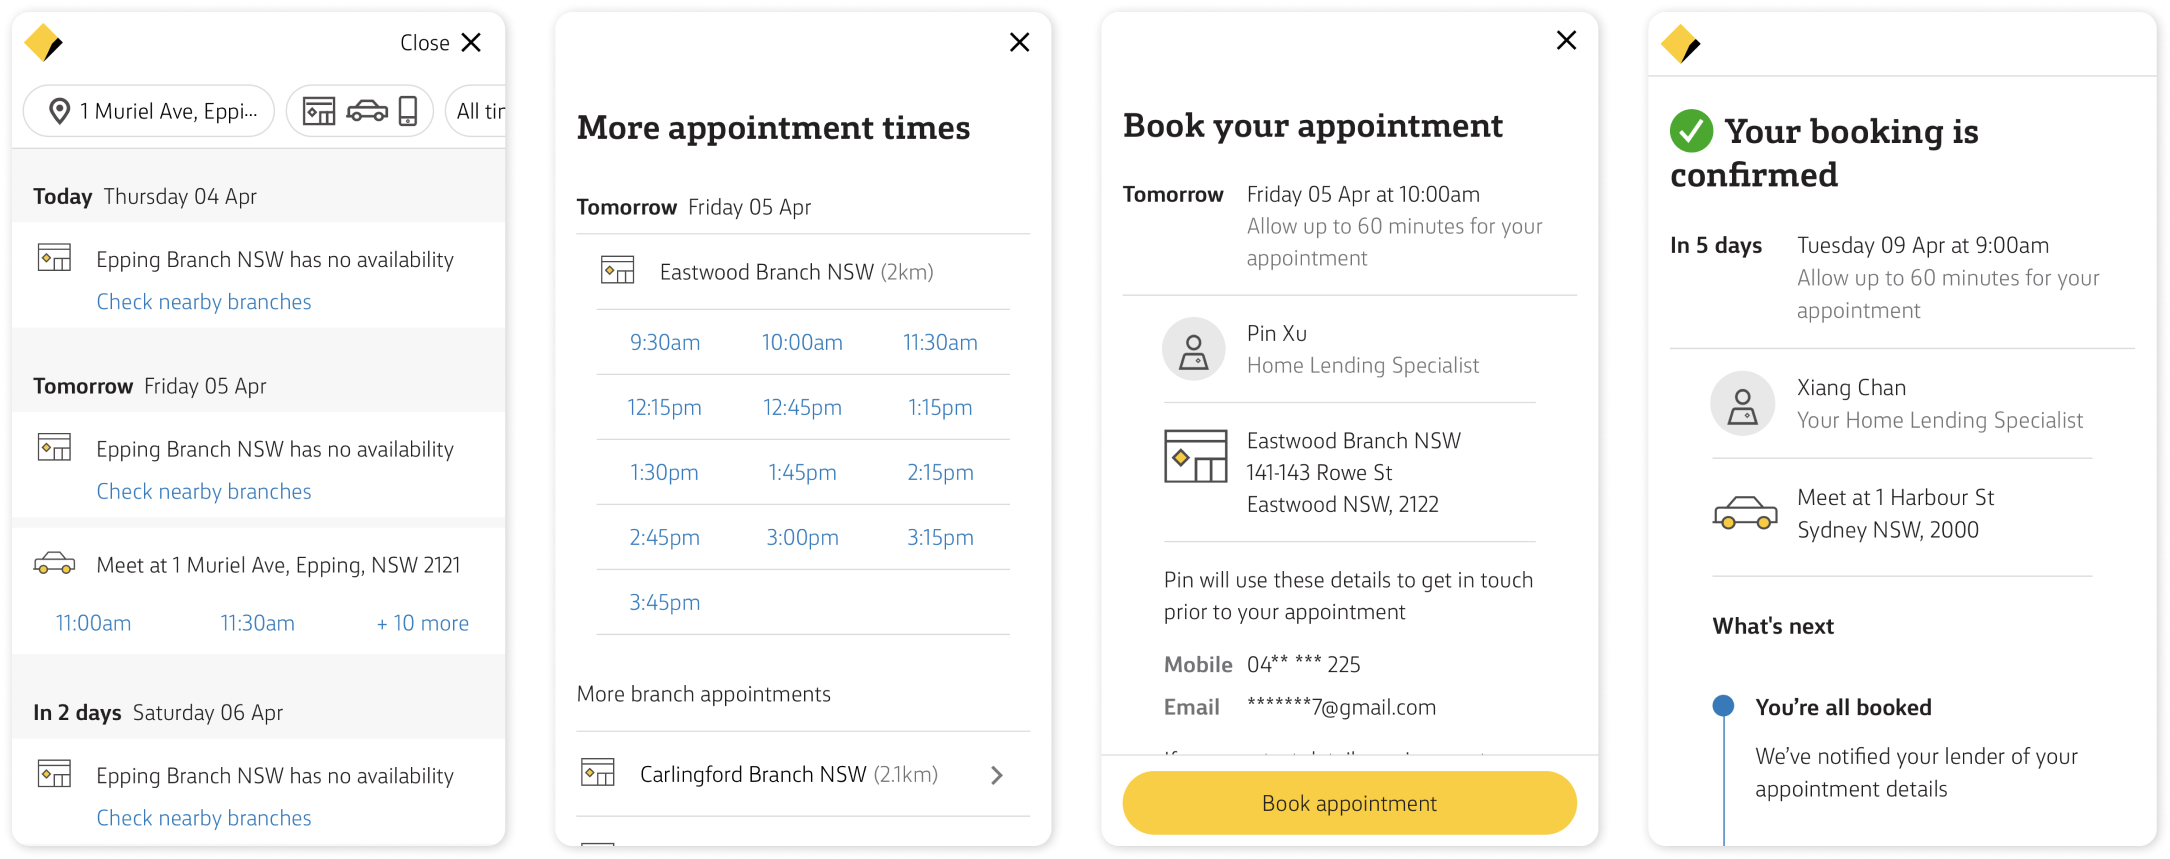 Close
1 Muriel Ave, Eppi...
All tir
Today Thursday 04 Apr
Epping Branch NSW has no availability
Check nearby branches
Tomorrow Friday 05 Apr
Epping Branch NSW has no availability
Check nearby branches
Meet at 1 Muriel Ave, Epping, NSW 2121
11:00am 11:30am + 10 more
In 2 days Saturday 06 Apr
Epping Branch NSW has no availability
Check nearby branches
More appointment times
Tomorrow Friday 05 Apr
Eastwood Branch NSW (2km)
9:30am 10:00am 11:30am
12:15pm 12:45pm 1:15pm
1:30pm 1:45pm 2:15pm
2:45pm 3:00pm 3:15pm
3:45pm
More branch appointments
Carlingford Branch NSW (2.1km)
Book your appointment
Tomorrow Friday 05 Apr at 10:00am
Allow up to 60 minutes for your
appointment
Pin Xu
Home Lending Specialist
Eastwood Branch NSW
141-143 Rowe St
Eastwood NSW, 2122
Pin will use these details to get in touch
prior to your appointment
Mobile 04** *** 225
Email *******7@gmail.com
Book appointment
Your booking is
confirmed
In 5 days Tuesday 09 Apr at 9:00am
Allow up to 60 minutes for your
appointment
Xiang Chan
Your Home Lending Specialist
Meet at 1 Harbour St
Sydney NSW, 2000
What's next
You're all booked
We've notified your lender of your
appointment details